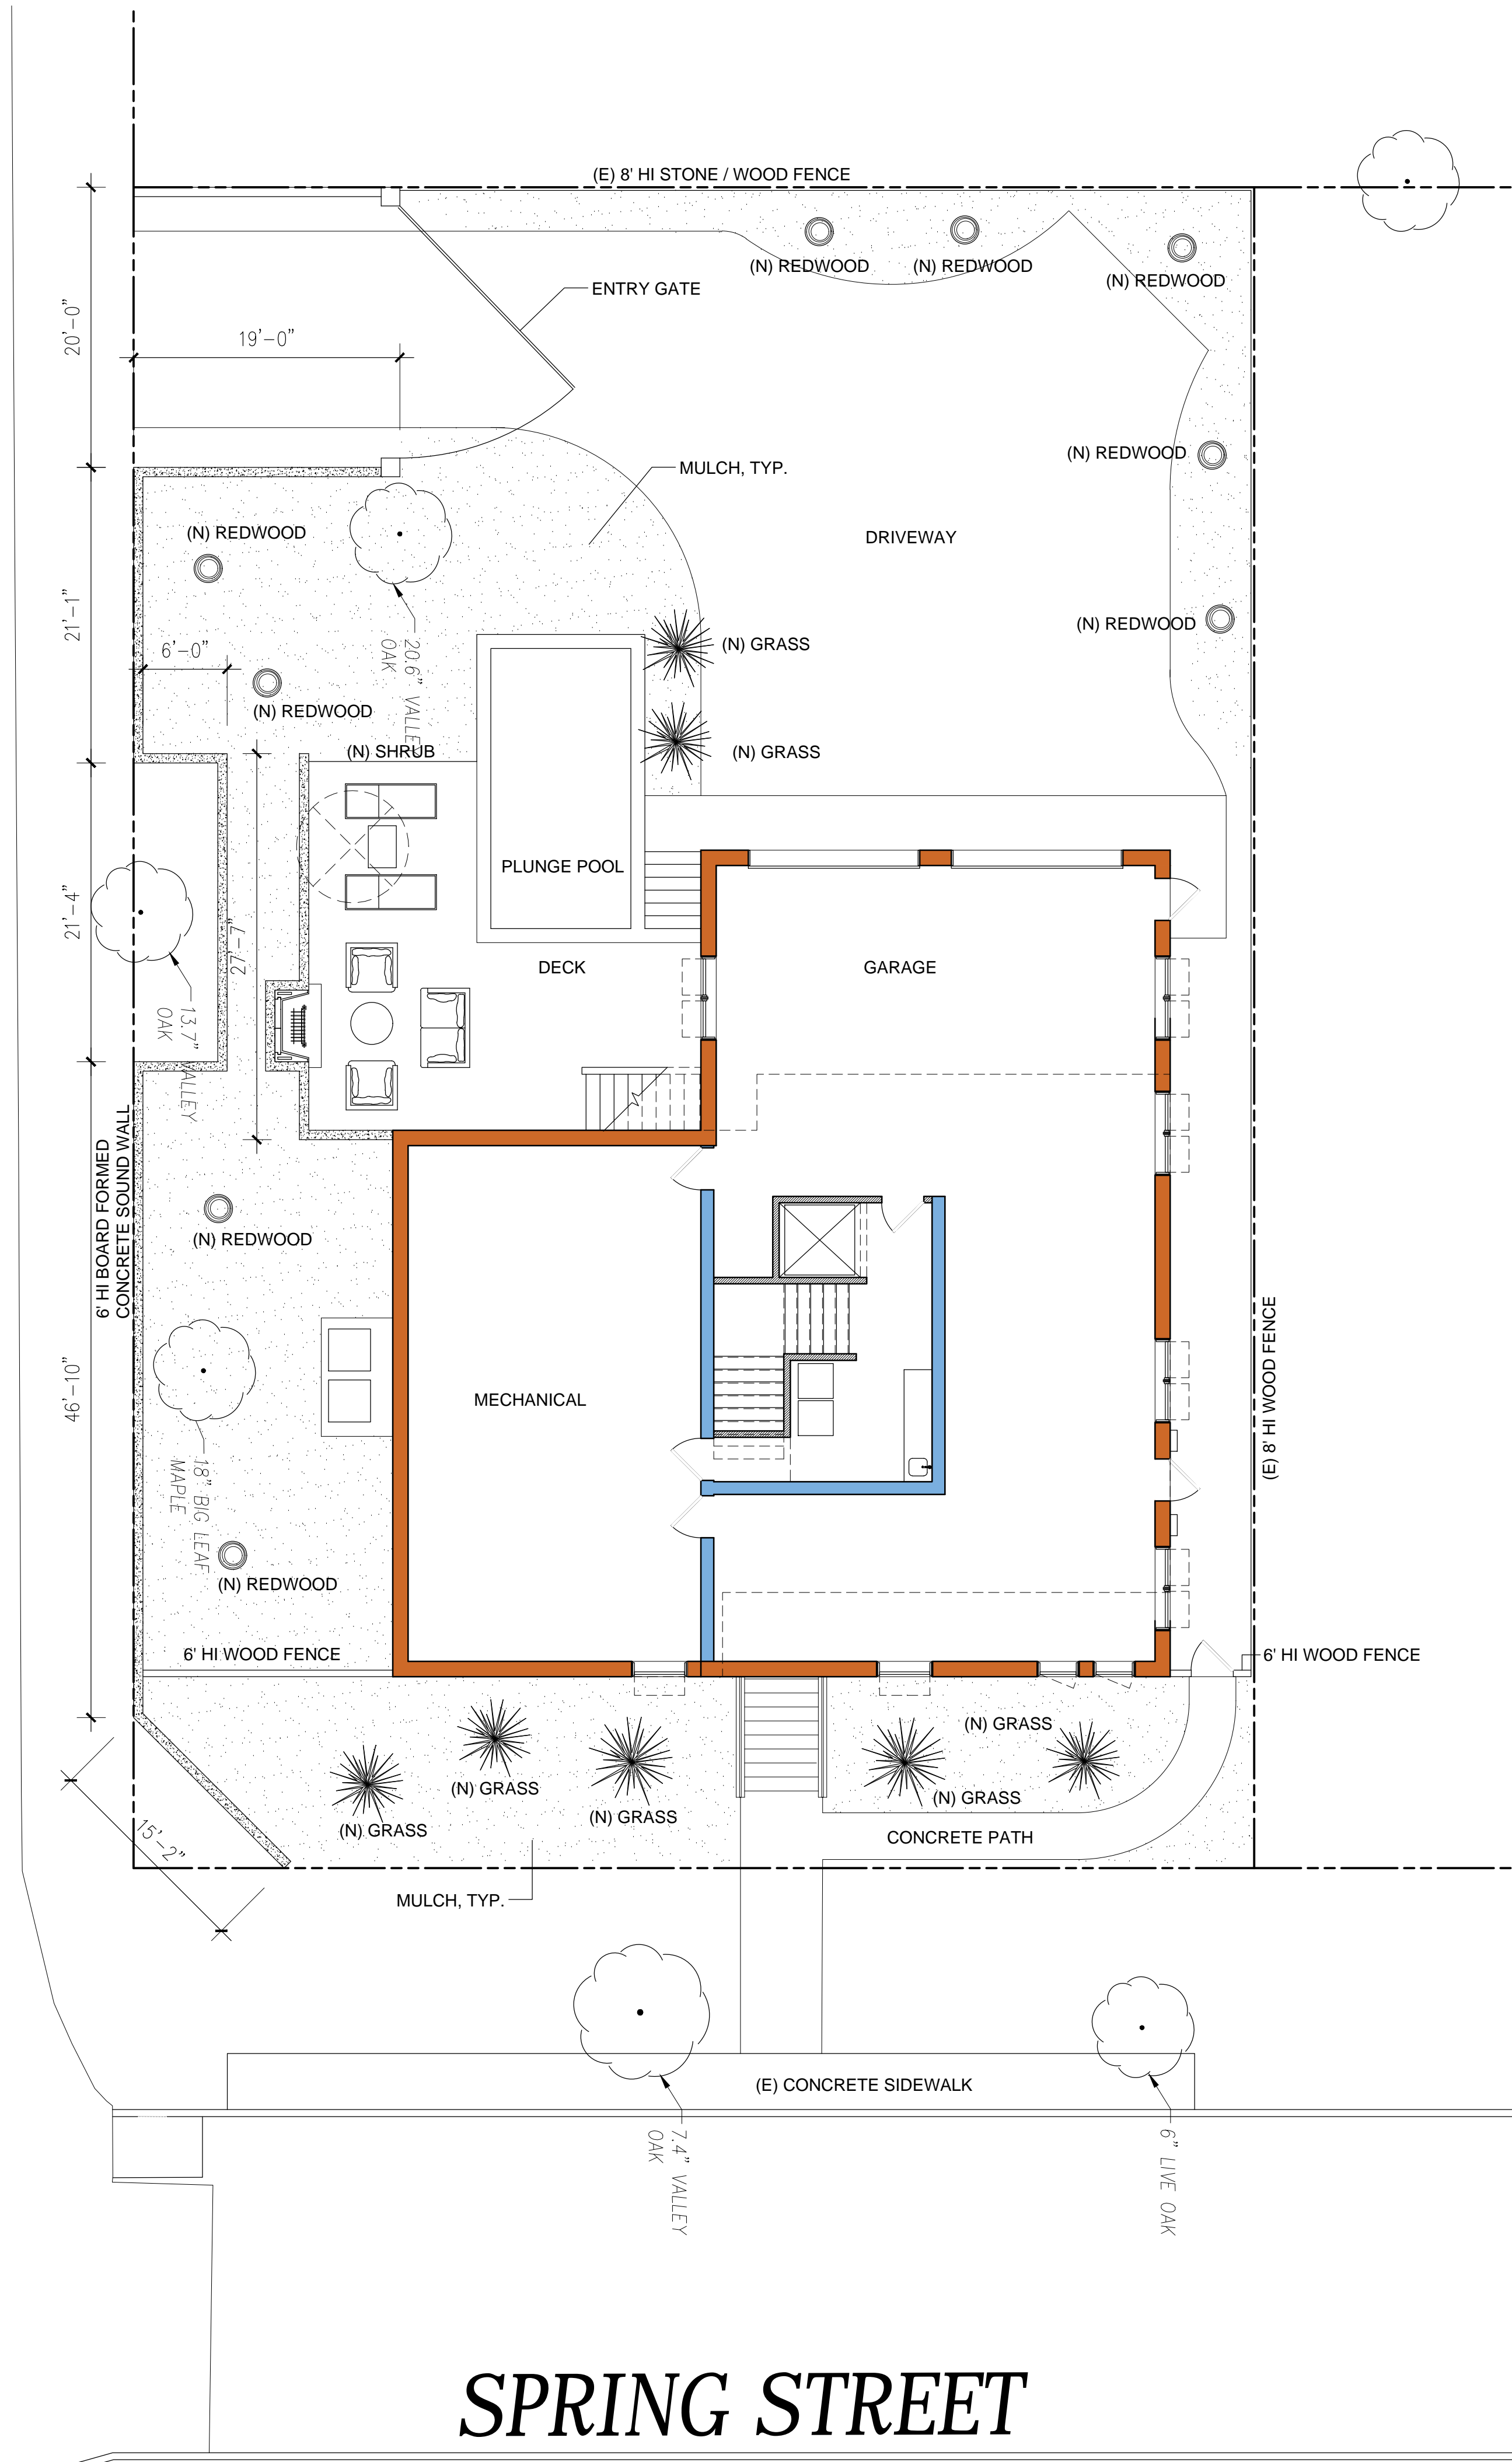 (E) 8' HI STONE / WOOD FENCE
(N) REDWOOD
(N) REDWOOD
(N) REDWOOD
ENTRY GATE
20'-0"
19'-0"
(N) REDWOOD
MULCH, TYP.
DRIVEWAY
(N) REDWOOD
21'-1"
6'-0"
20.6" VALLEY
OAK
(N) GRASS
(N) REDWOOD
(N) REDWOOD
(N) SHRUB
(N) GRASS
PLUNGE POOL
21'-4"
27'-7"
DECK
GARAGE
13.7" VALLEY
OAK
6' HI BOARD FORMED
CONCRETE SOUND WALL
(N) REDWOOD
46'-10"
MECHANICAL
(E) 8' HI WOOD FENCE
18" BIG LEAF
MAPLE
(N) REDWOOD
6' HI WOOD FENCE
6' HI WOOD FENCE
(N) GRASS
(N) GRASS
(N) GRASS
(N) GRASS
(N) GRASS
15'-2"
CONCRETE PATH
MULCH, TYP.
(E) CONCRETE SIDEWALK
7.4" VALLEY
OAK
6" LIVE OAK
SPRING STREET